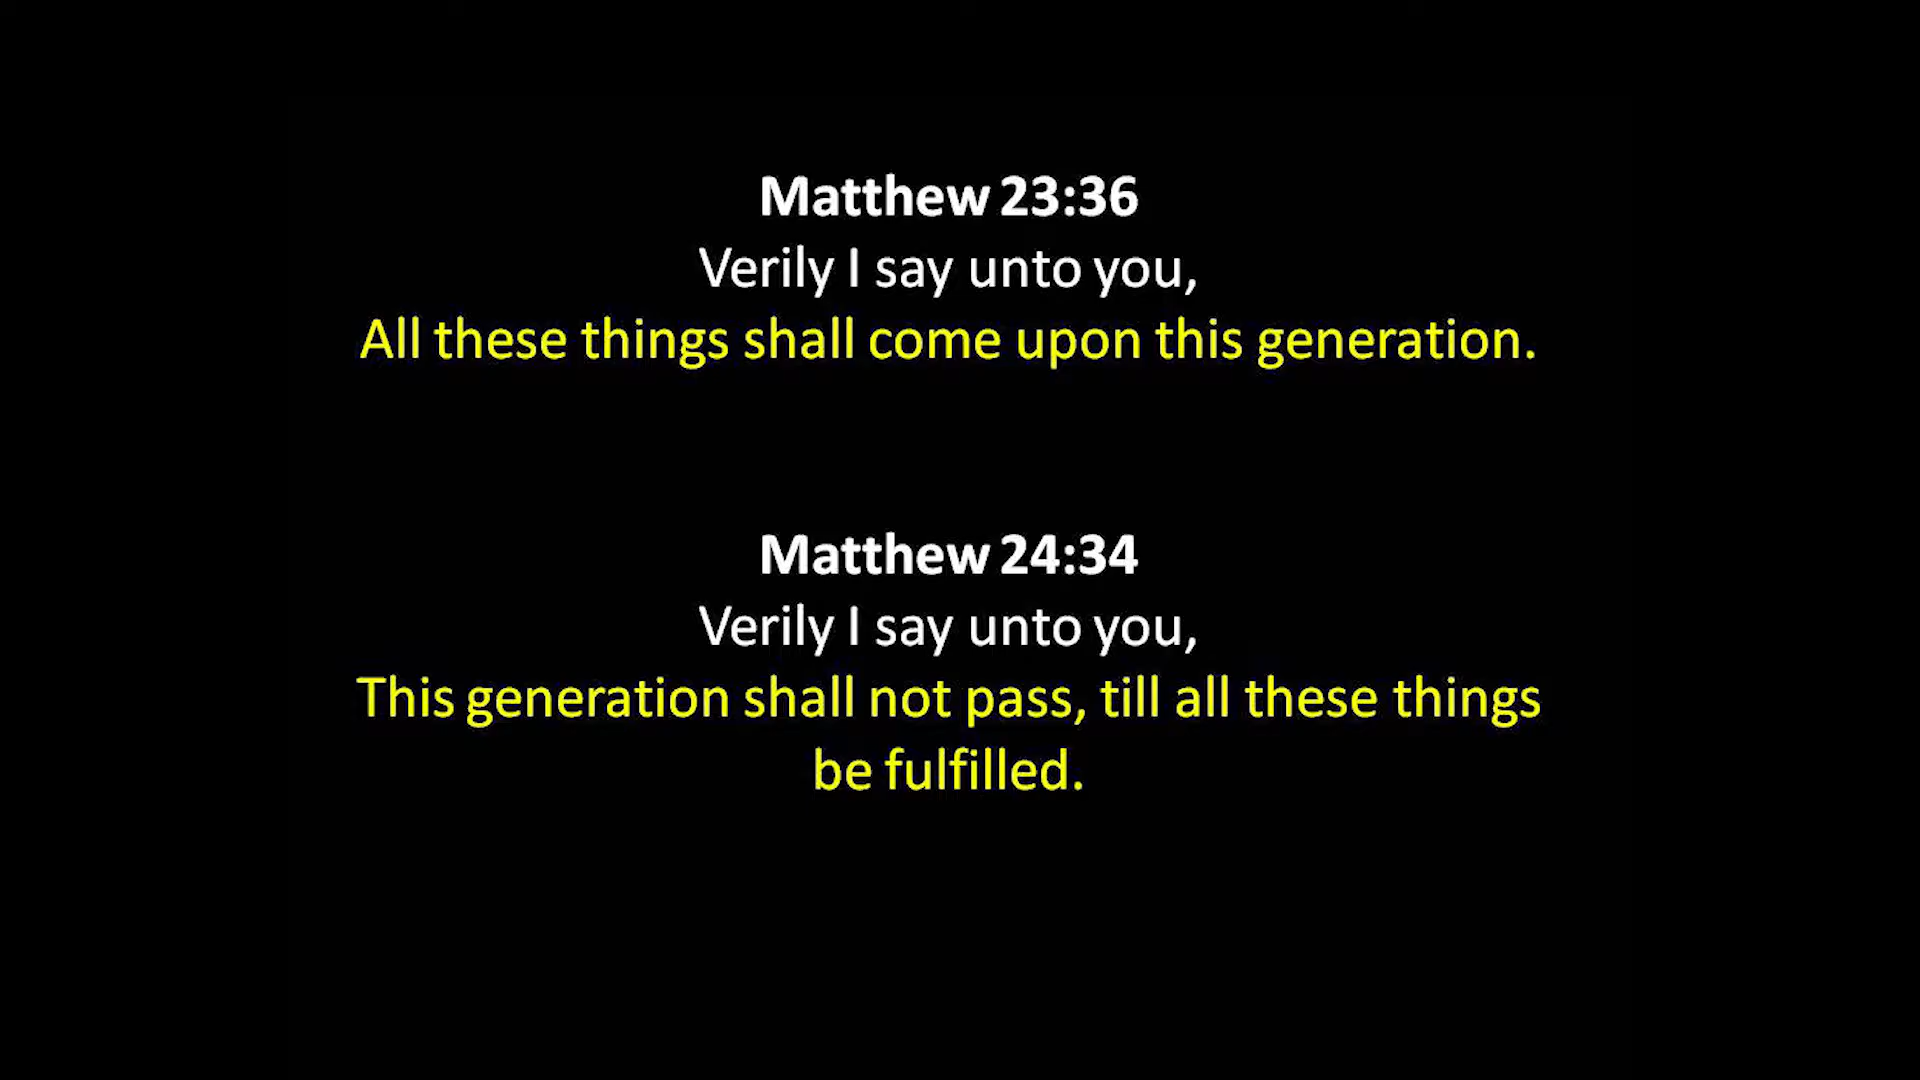 Matthew 23:36
Verily I say unto you,
All these things shall come upon this generation.
Matthew 24:34
Verily I say unto you,
This generation shall not pass, till all these things
be fulfilled.